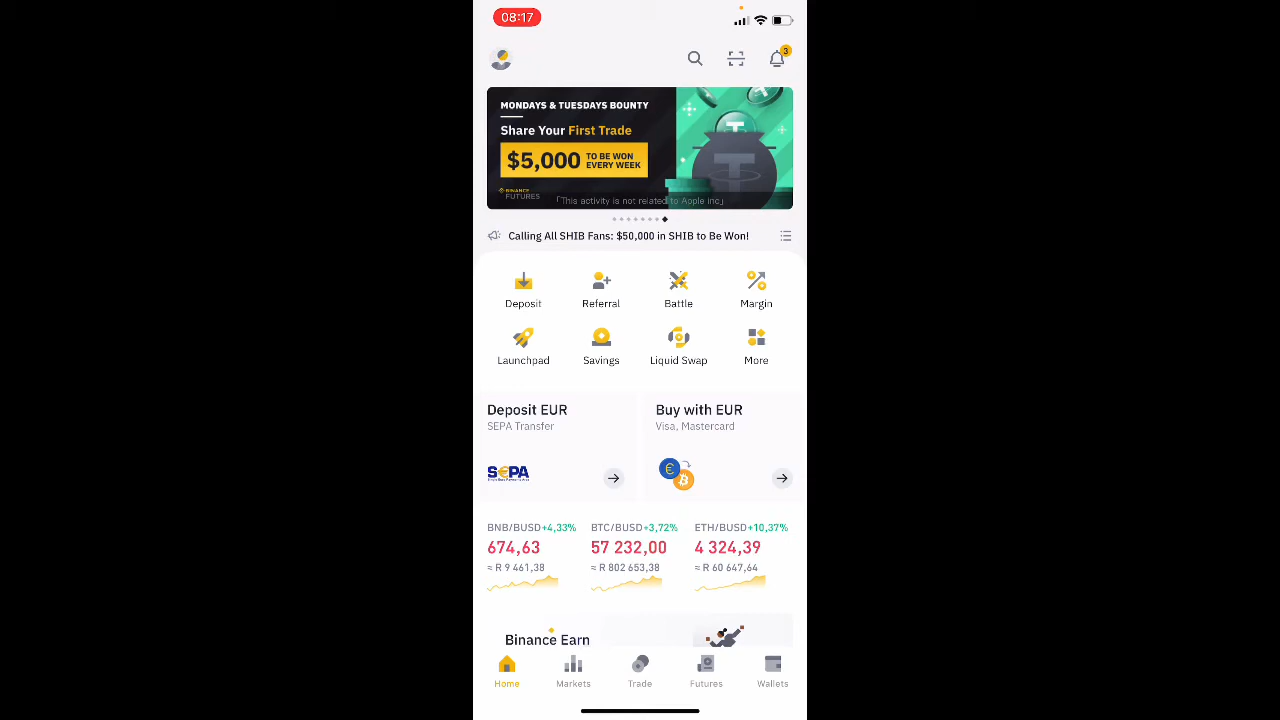 08:17
3
MONDAYS & TUESDAYS BOUNTY
Share Your First Trade
$5,000 TO BE WON EVERY WEEK
BINANCE FUTURES
「This activity is not related to Apple inc」
Calling All SHIB Fans: $50,000 in SHIB to Be Won!
Deposit Referral Battle Margin
Launchpad Savings Liquid Swap More
Deposit EUR Buy with EUR
SEPA Transfer Visa, Mastercard
SEPA
BNB/BUSD+4,33% BTC/BUSD+3,72% ETH/BUSD+10,37%
674,63 57 232,00 4 324,39
≈ R 9 461,38 ≈ R 802 653,38 ≈ R 60 647,64
Binance Earn
Home Markets Trade Futures Wallets